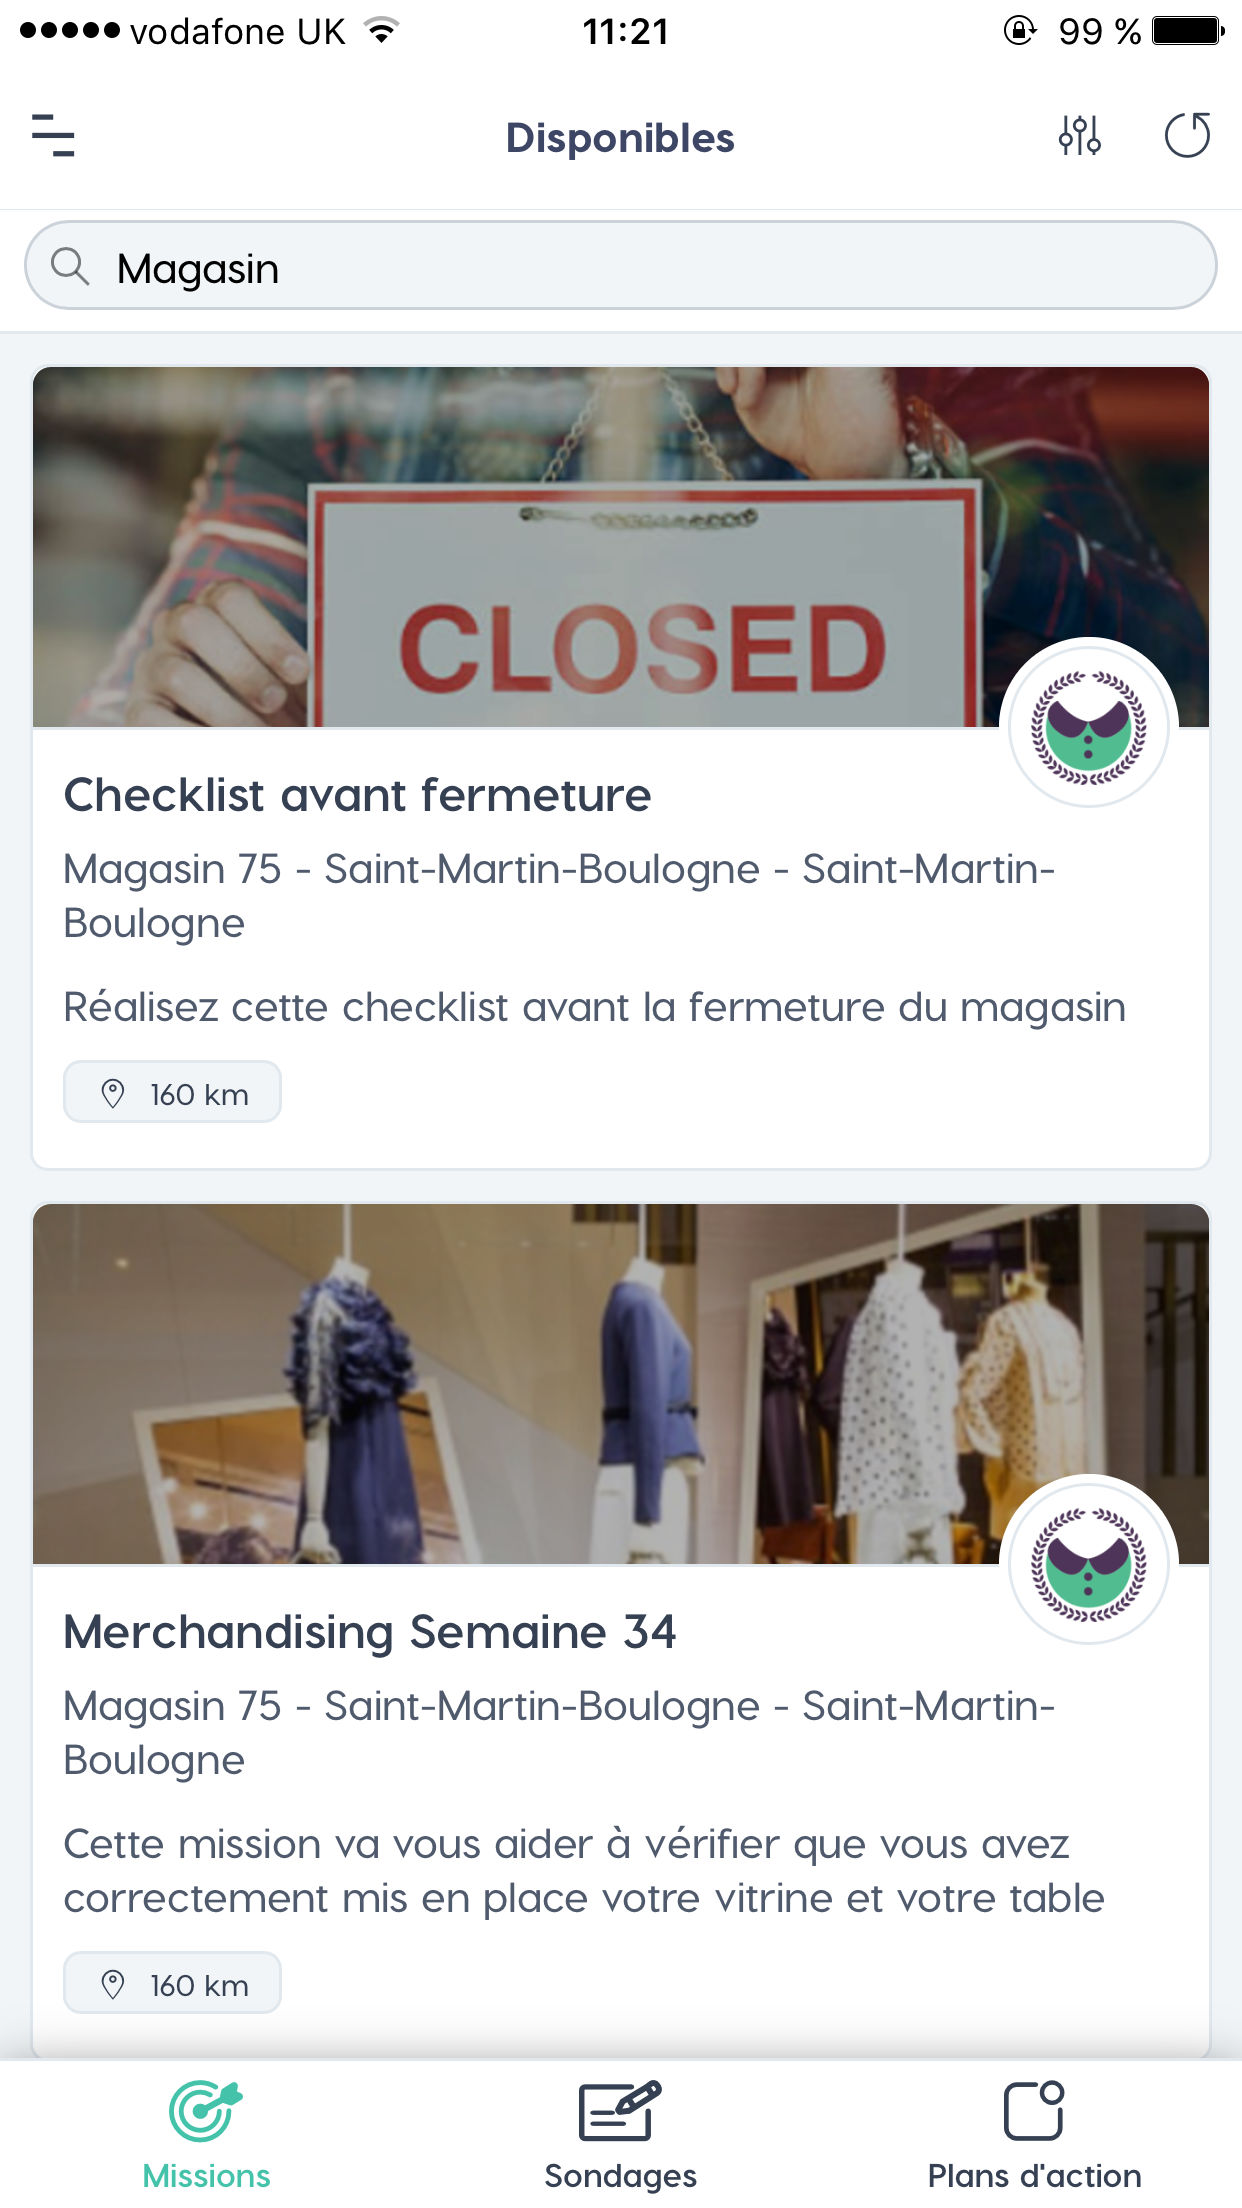 vodafone UK 11:21 99 %
Disponibles
Magasin
CLOSED
Checklist avant fermeture
Magasin 75 - Saint-Martin-Boulogne - Saint-Martin-
Boulogne
Réalisez cette checklist avant la fermeture du magasin
160 km
Merchandising Semaine 34
Magasin 75 - Saint-Martin-Boulogne - Saint-Martin-
Boulogne
Cette mission va vous aider à vérifier que vous avez
correctement mis en place votre vitrine et votre table
160 km
Missions Sondages Plans d'action